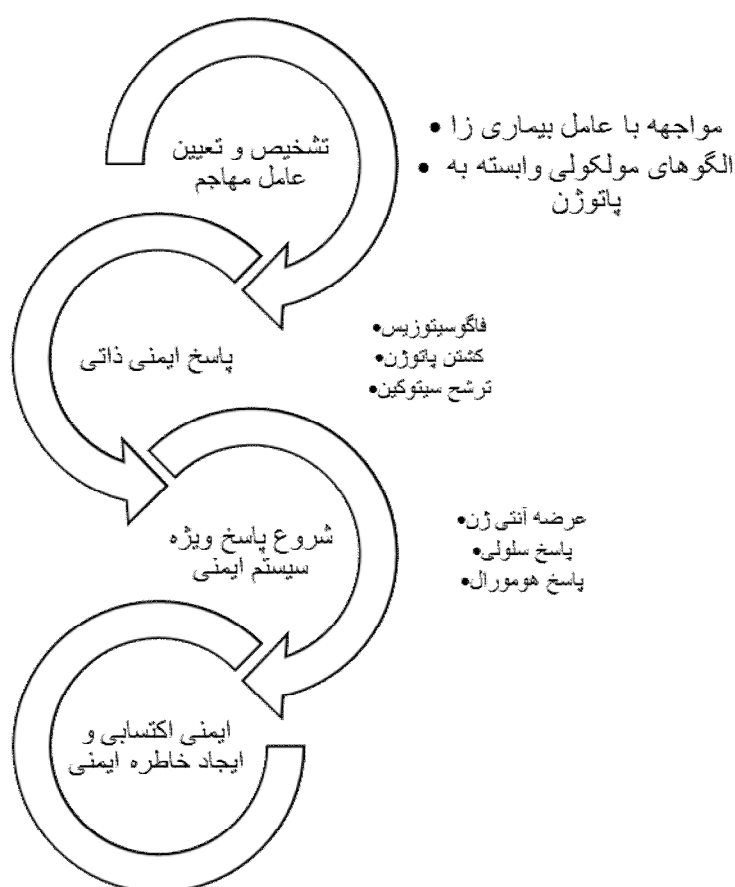 تشخیص و تعیین
عامل مهاجم
• مواجهه با عامل بیماری زا
• الگوهای مولکولی وابسته به
پاتوژن
پاسخ ایمنی ذاتی
•فاگوسیتوزیس
•کشتن پاتوژن
•ترشح سیتوکین
شروع پاسخ ویژه
سیستم ایمنی
•عرضه آنتی ژن
•پاسخ سلولی
•پاسخ هومورال
ایمنی اکتسابی و
ایجاد خاطره ایمنی